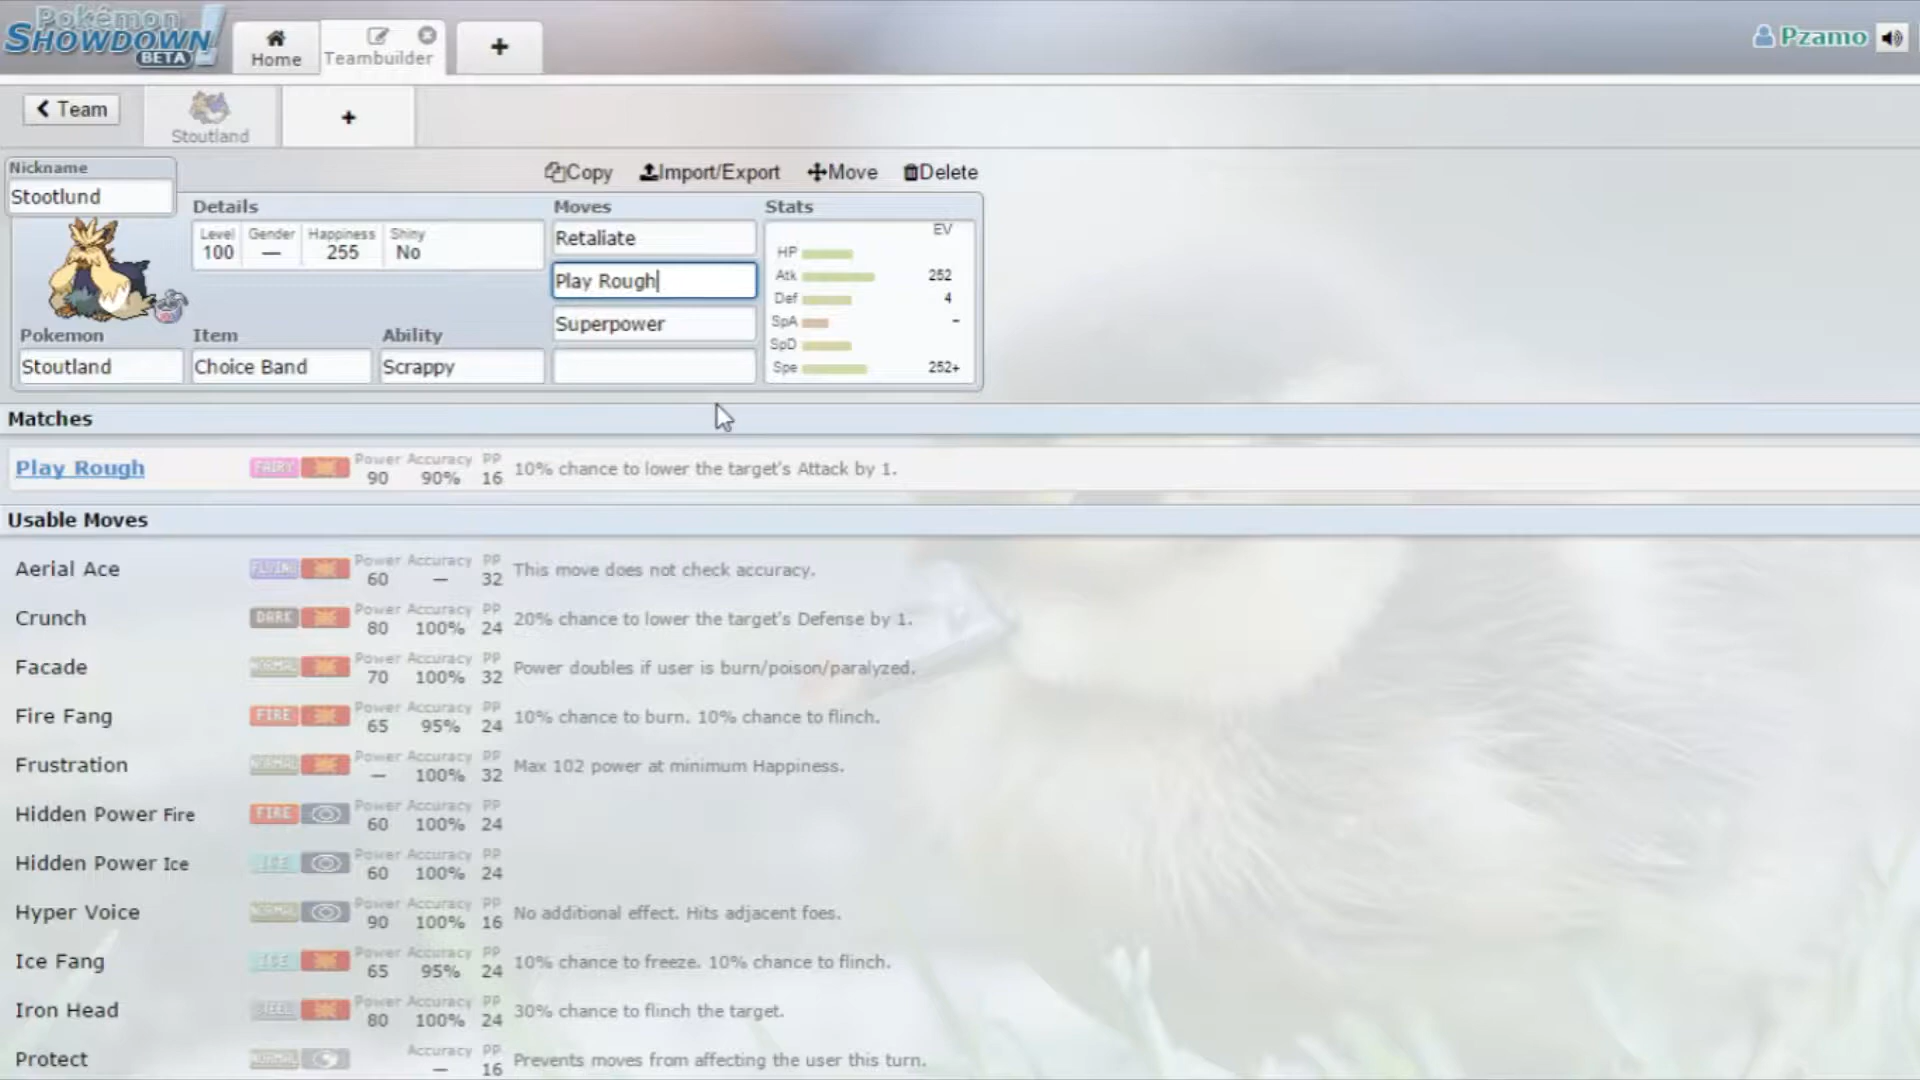 Pokémon
SHOWDOWN!
BETA
Home
Teambuilder
+
Pzamo
Team
Stoutland
+
Nickname
Stootlund
Copy
Import/Export
Move
Delete
Details
Moves
Stats
Level
Gender
Happiness
Shiny
100
—
255
No
Retaliate
Play Rough
Superpower
EV
HP
Atk 252
Def 4
SpA -
SpD
Spe 252+
Pokemon
Item
Ability
Stoutland
Choice Band
Scrappy
Matches
Play Rough FAIRY Power 90 Accuracy 90% PP 16 10% chance to lower the target's Attack by 1.
Usable Moves
Aerial Ace FLYING Power 60 Accuracy — PP 32 This move does not check accuracy.
Crunch DARK Power 80 Accuracy 100% PP 24 20% chance to lower the target's Defense by 1.
Facade NORMAL Power 70 Accuracy 100% PP 32 Power doubles if user is burn/poison/paralyzed.
Fire Fang FIRE Power 65 Accuracy 95% PP 24 10% chance to burn. 10% chance to flinch.
Frustration NORMAL Power — Accuracy 100% PP 32 Max 102 power at minimum Happiness.
Hidden Power Fire FIRE Power 60 Accuracy 100% PP 24
Hidden Power Ice ICE Power 60 Accuracy 100% PP 24
Hyper Voice NORMAL Power 90 Accuracy 100% PP 16 No additional effect. Hits adjacent foes.
Ice Fang ICE Power 65 Accuracy 95% PP 24 10% chance to freeze. 10% chance to flinch.
Iron Head STEEL Power 80 Accuracy 100% PP 24 30% chance to flinch the target.
Protect NORMAL Accuracy — PP 16 Prevents moves from affecting the user this turn.